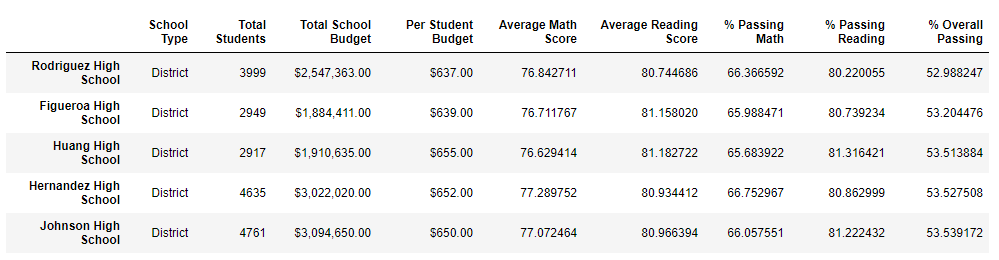 School Type Total Students Total School Budget Per Student Budget Average Math Score Average Reading Score % Passing Math % Passing Reading % Overall Passing
Rodriguez High School District 3999 $2,547,363.00 $637.00 76.842711 80.744686 66.366592 80.220055 52.988247
Figueroa High School District 2949 $1,884,411.00 $639.00 76.711767 81.158020 65.988471 80.739234 53.204476
Huang High School District 2917 $1,910,635.00 $655.00 76.629414 81.182722 65.683922 81.316421 53.513884
Hernandez High School District 4635 $3,022,020.00 $652.00 77.289752 80.934412 66.752967 80.862999 53.527508
Johnson High School District 4761 $3,094,650.00 $650.00 77.072464 80.966394 66.057551 81.222432 53.539172